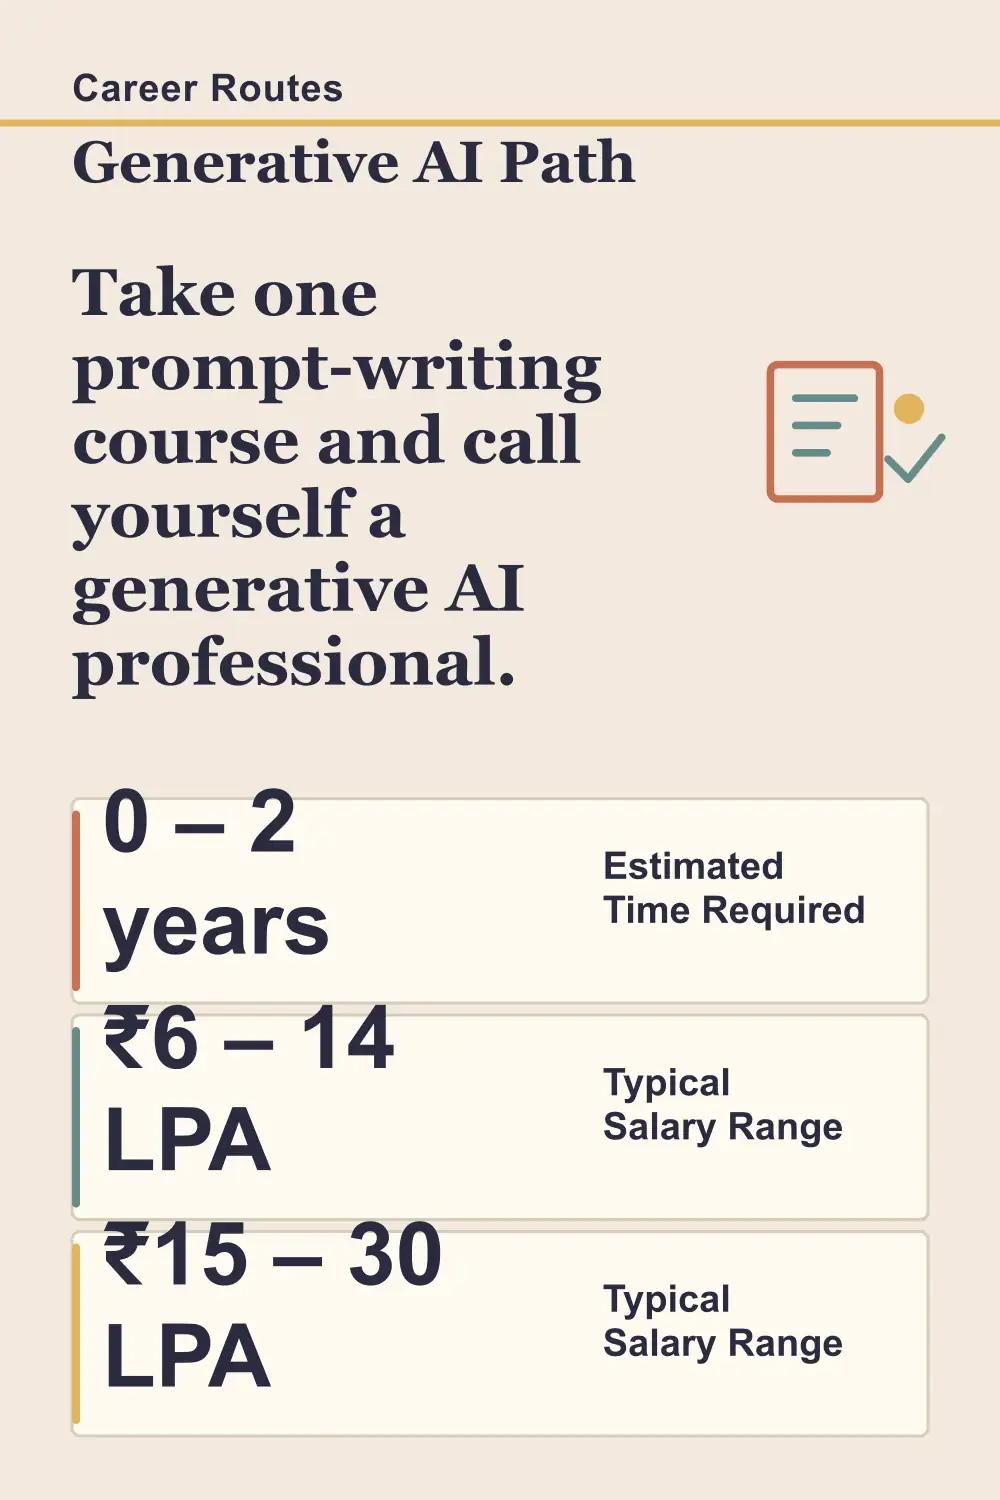 Career Routes
Generative AI Path
Take one
prompt-writing
course and call
yourself a
generative AI
professional.
0 – 2
years
Estimated
Time Required
₹6 – 14
LPA
Typical
Salary Range
₹15 – 30
LPA
Typical
Salary Range